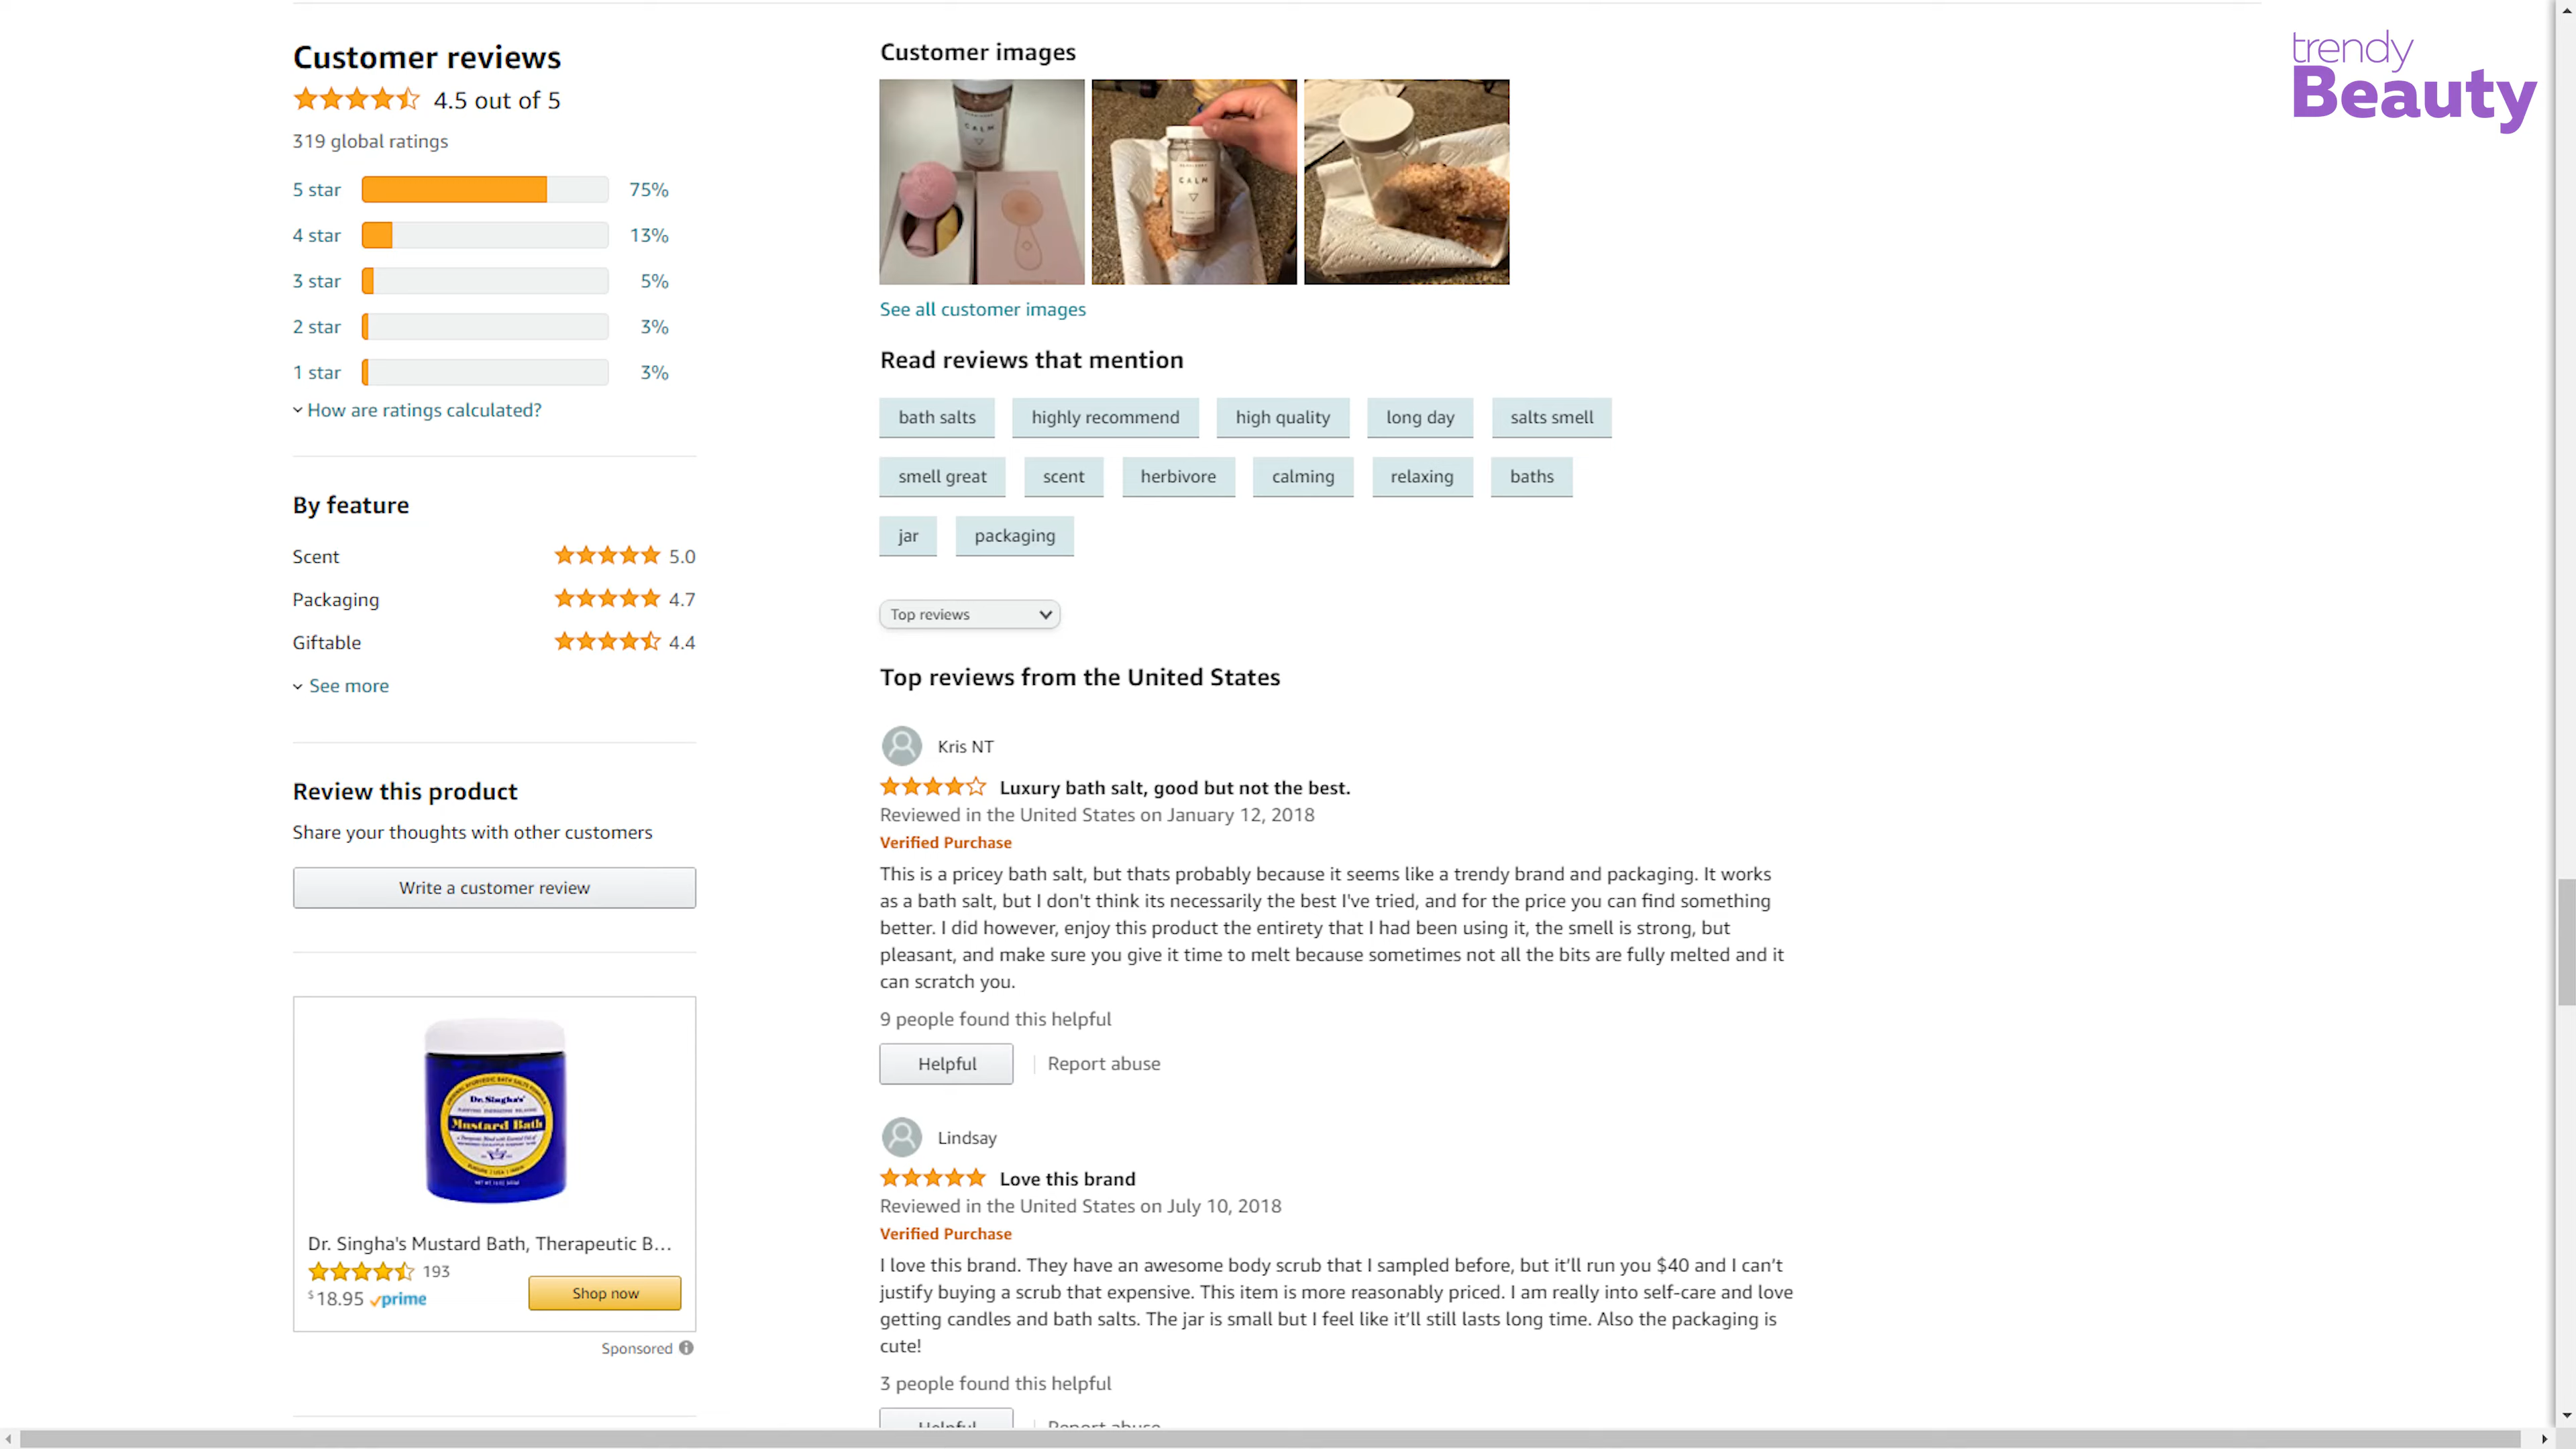 Customer reviews
4.5 out of 5
319 global ratings
5 star 75%
4 star 13%
3 star 5%
2 star 3%
1 star 3%
How are ratings calculated?
By feature
Scent 5.0
Packaging 4.7
Giftable 4.4
See more
Review this product
Share your thoughts with other customers
Write a customer review
Dr. Singha's
Mustard Bath
Dr. Singha's Mustard Bath, Therapeutic B...
193
$18.95 prime
Shop now
Sponsored
Customer images
CALM
CALM
See all customer images
Read reviews that mention
bath salts highly recommend high quality long day salts smell
smell great scent herbivore calming relaxing baths
jar packaging
Top reviews
Top reviews from the United States
Kris NT
Luxury bath salt, good but not the best.
Reviewed in the United States on January 12, 2018
Verified Purchase
This is a pricey bath salt, but thats probably because it seems like a trendy brand and packaging. It works
as a bath salt, but I don't think its necessarily the best I've tried, and for the price you can find something
better. I did however, enjoy this product the entirety that I had been using it, the smell is strong, but
pleasant, and make sure you give it time to melt because sometimes not all the bits are fully melted and it
can scratch you.
9 people found this helpful
Helpful Report abuse
Lindsay
Love this brand
Reviewed in the United States on July 10, 2018
Verified Purchase
I love this brand. They have an awesome body scrub that I sampled before, but it'll run you $40 and I can't
justify buying a scrub that expensive. This item is more reasonably priced. I am really into self-care and love
getting candles and bath salts. The jar is small but I feel like it'll still lasts long time. Also the packaging is
cute!
3 people found this helpful
Helpful Report abuse
trendy
Beauty